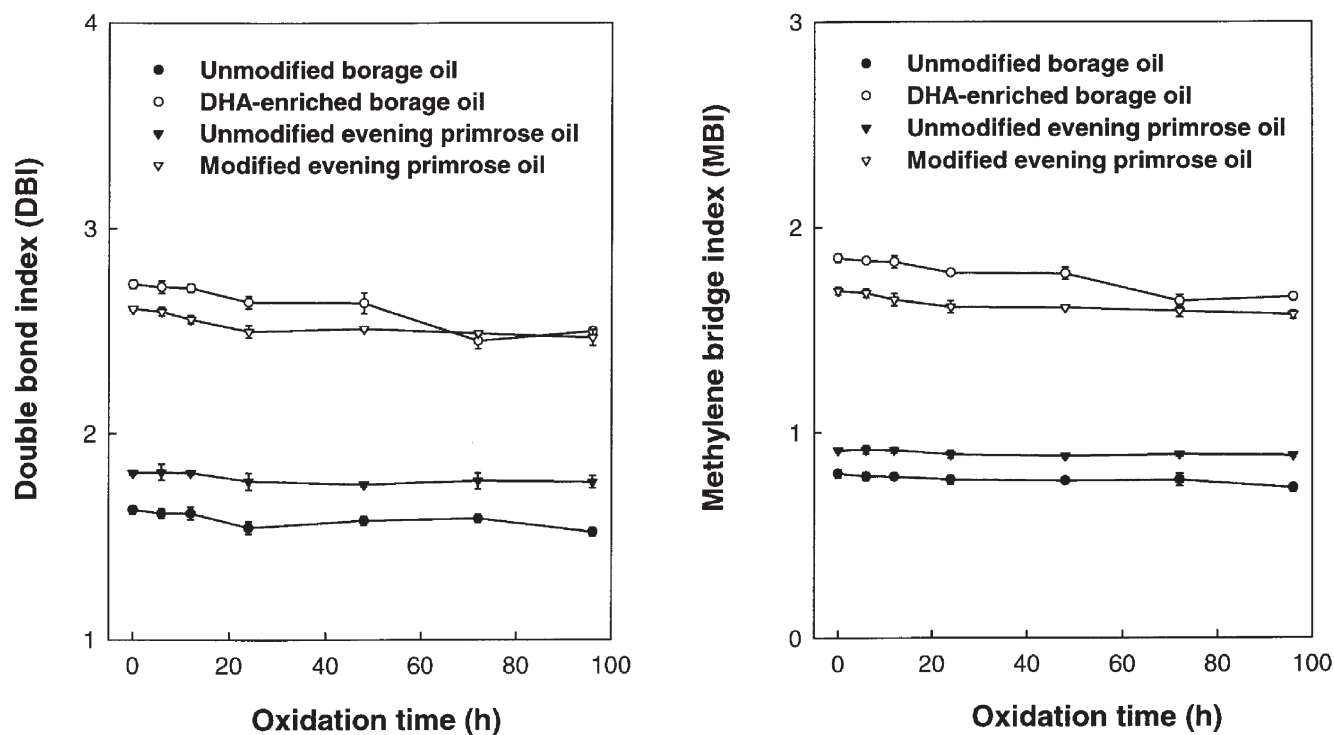 4
Unmodified borage oil
DHA-enriched borage oil
Unmodified evening primrose oil
Modified evening primrose oil
3
2
1
Double bond index (DBI)
0 20 40 60 80 100
Oxidation time (h)
3
Unmodified borage oil
DHA-enriched borage oil
Unmodified evening primrose oil
Modified evening primrose oil
2
1
0
Methylene bridge index (MBI)
0 20 40 60 80 100
Oxidation time (h)